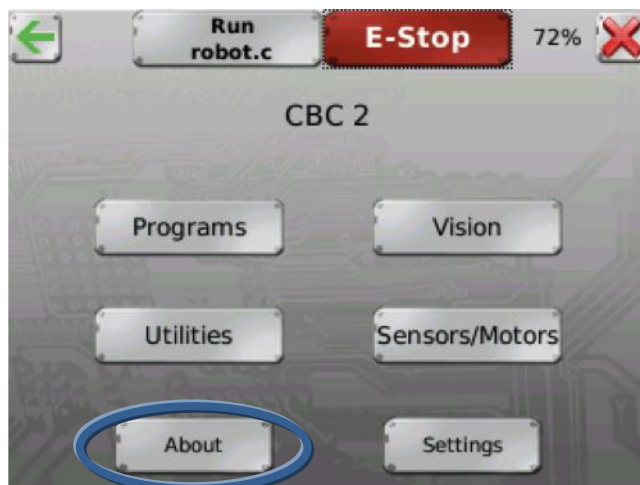 Run
robot.c
E-Stop
72%
CBC 2
Programs
Vision
Utilities
Sensors/Motors
About
Settings